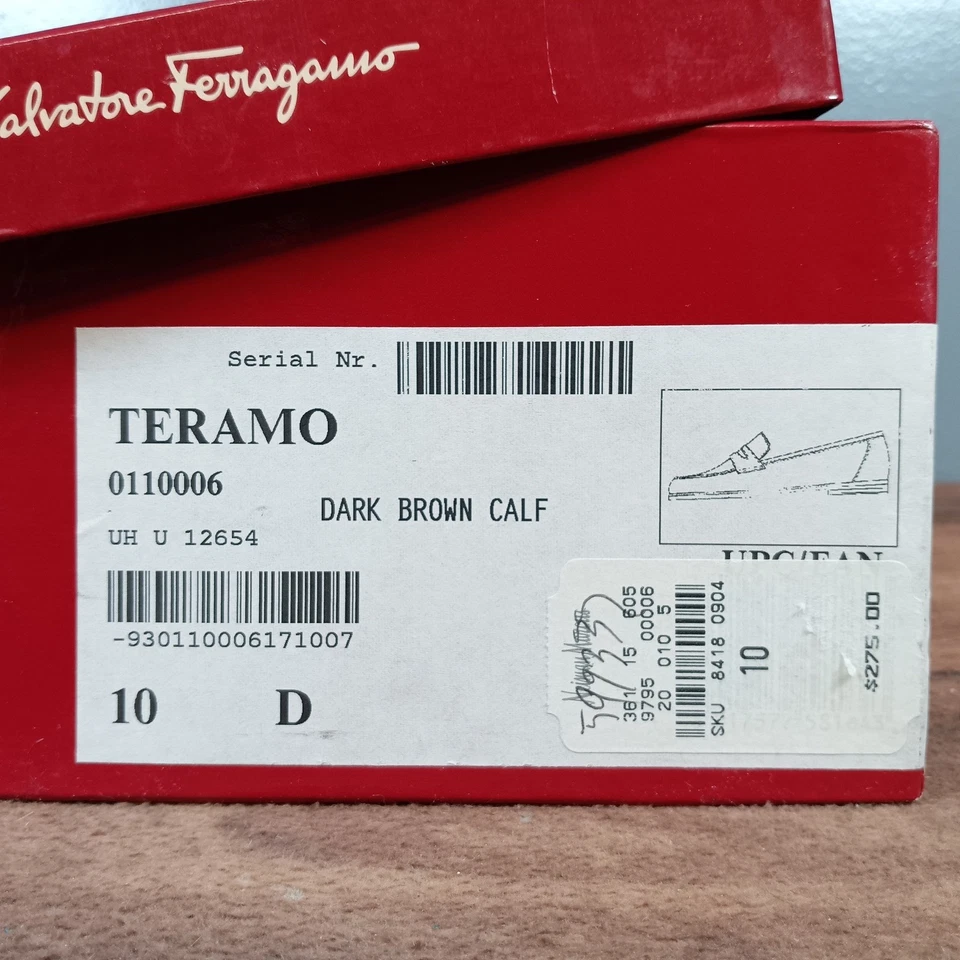 Salvatore Ferragamo
Serial Nr.
TERAMO
0110006
DARK BROWN CALF
UH U 12654
-930110006171007
10 D
UPC/EAN
15 605
9795 00006
20 010 5
SKU 8418 0904
10
$275.00